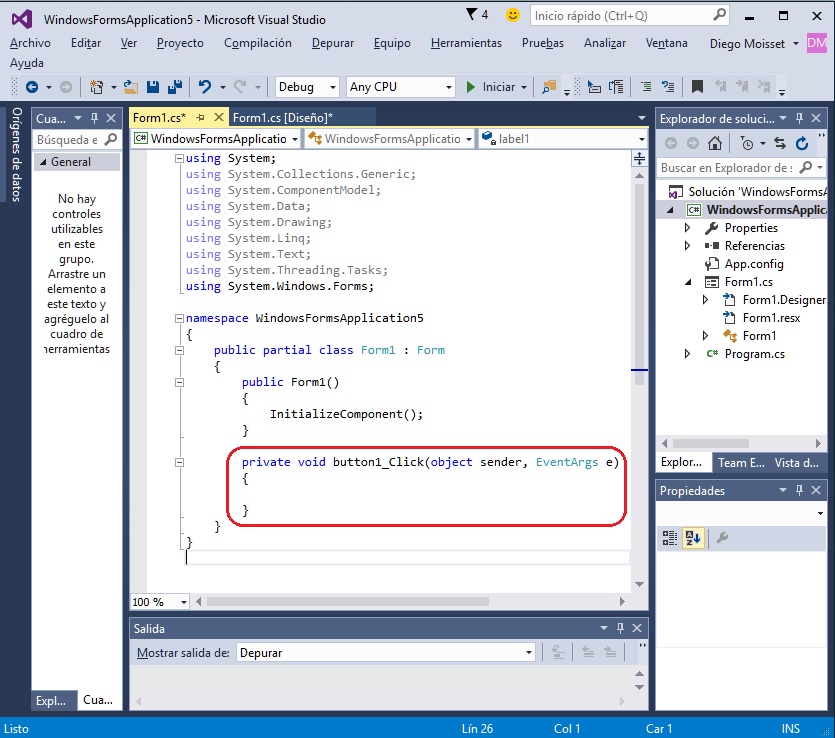 WindowsFormsApplication5 - Microsoft Visual Studio
4
Inicio rápido (Ctrl+Q)
Archivo Editar Ver Proyecto Compilación Depurar Equipo Herramientas Pruebas Analizar Ventana Diego Moisset DM
Ayuda
Debug Any CPU Iniciar
Orígenes de datos
Cua...
Búsqueda e
General
No hay
controles
utilizables
en este
grupo.
Arrastre un
elemento a
este texto y
agréguelo al
cuadro de
herramientas
Expl... Cua...
Form1.cs* Form1.cs [Diseño]*
C# WindowsFormsApplicatio WindowsFormsApplicatio label1
using System;
using System.Collections.Generic;
using System.ComponentModel;
using System.Data;
using System.Drawing;
using System.Linq;
using System.Text;
using System.Threading.Tasks;
using System.Windows.Forms;
namespace WindowsFormsApplication5
{
public partial class Form1 : Form
{
public Form1()
{
InitializeComponent();
}
private void button1_Click(object sender, EventArgs e)
{
}
}
}
100 %
Salida
Mostrar salida de: Depurar
Explorador de soluci...
Buscar en Explorador de s
Solución 'WindowsFormsA
C# WindowsFormsApplica
Properties
Referencias
App.config
Form1.cs
Form1.Designer
Form1.resx
Form1
C# Program.cs
Explor... Team E... Vista d...
Propiedades
Listo Lín 26 Col 1 Car 1 INS